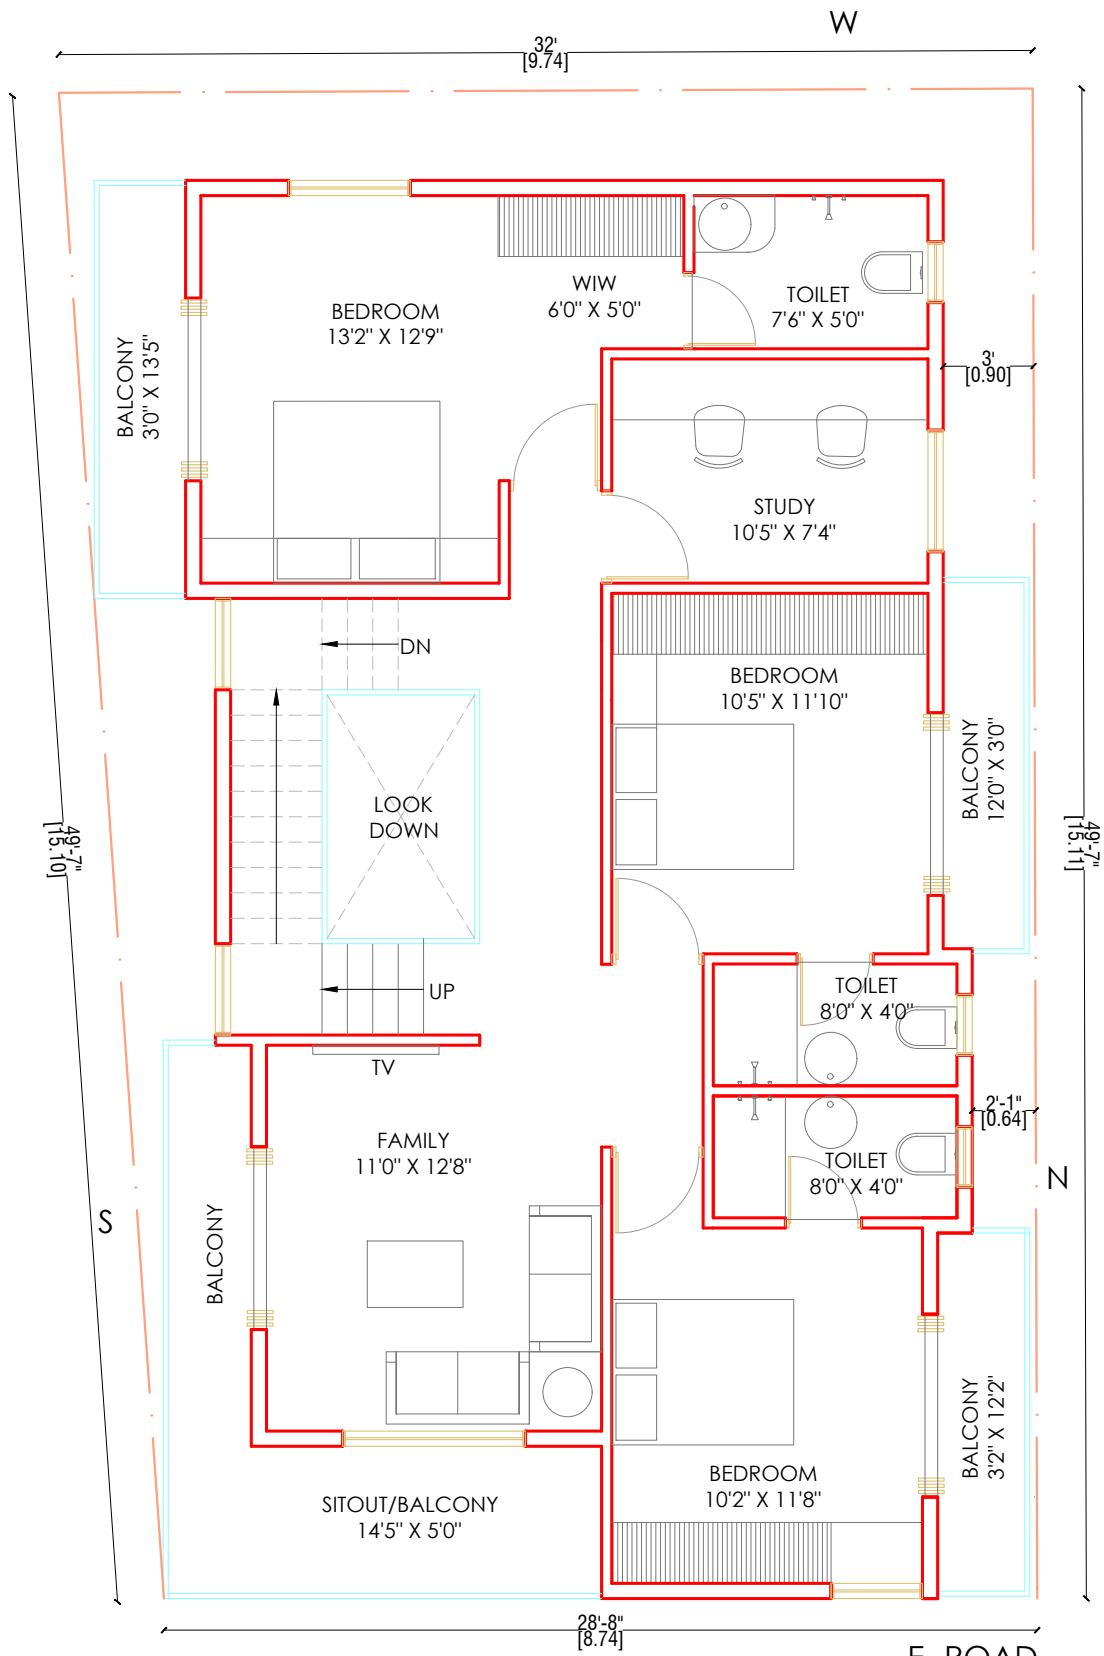 W
32'
[9.74]
BEDROOM
13'2" X 12'9"
WIW
6'0" X 5'0"
TOILET
7'6" X 5'0"
BALCONY
3'0" X 13'5"
3'
[0.90]
STUDY
10'5" X 7'4"
DN
BEDROOM
10'5" X 11'10"
LOOK
DOWN
BALCONY
12'0" X 3'0"
49'-7"
[15.10]
49'-7"
[15.11]
UP
TOILET
8'0" X 4'0"
TV
2'-1"
[0.64]
FAMILY
11'0" X 12'8"
TOILET
8'0" X 4'0"
N
S
BALCONY
BALCONY
3'2" X 12'2"
BEDROOM
10'2" X 11'8"
SITOUT/BALCONY
14'5" X 5'0"
28'-8"
[8.74]
E ROAD